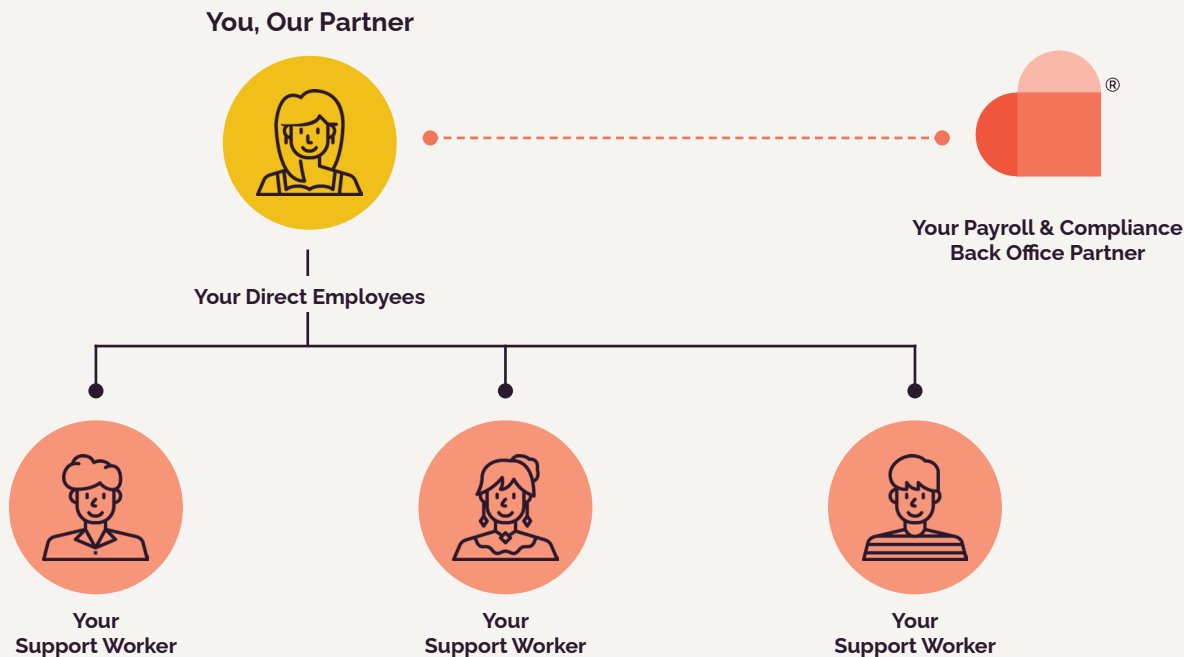 You, Our Partner
®
Your Payroll & Compliance
Back Office Partner
Your Direct Employees
Your
Support Worker
Your
Support Worker
Your
Support Worker